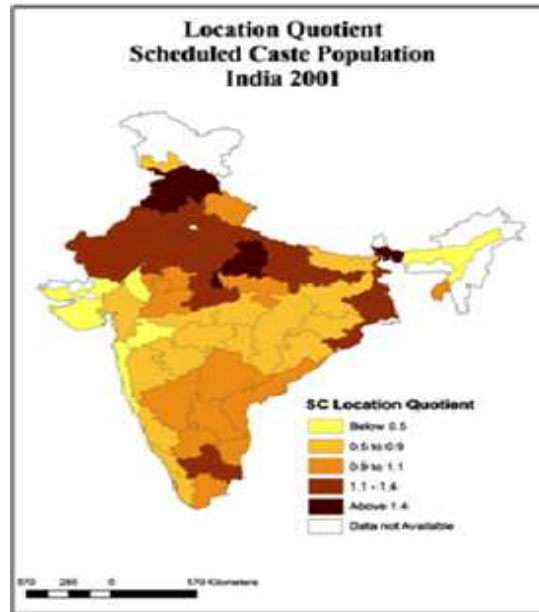 Location Quotient
Scheduled Caste Population
India 2001
SC Location Quotient
Below 0.5
0.5 to 0.9
0.9 to 1.1
1.1 - 1.4
Above 1.4
Data not Available
570 285 0 570 Kilometers